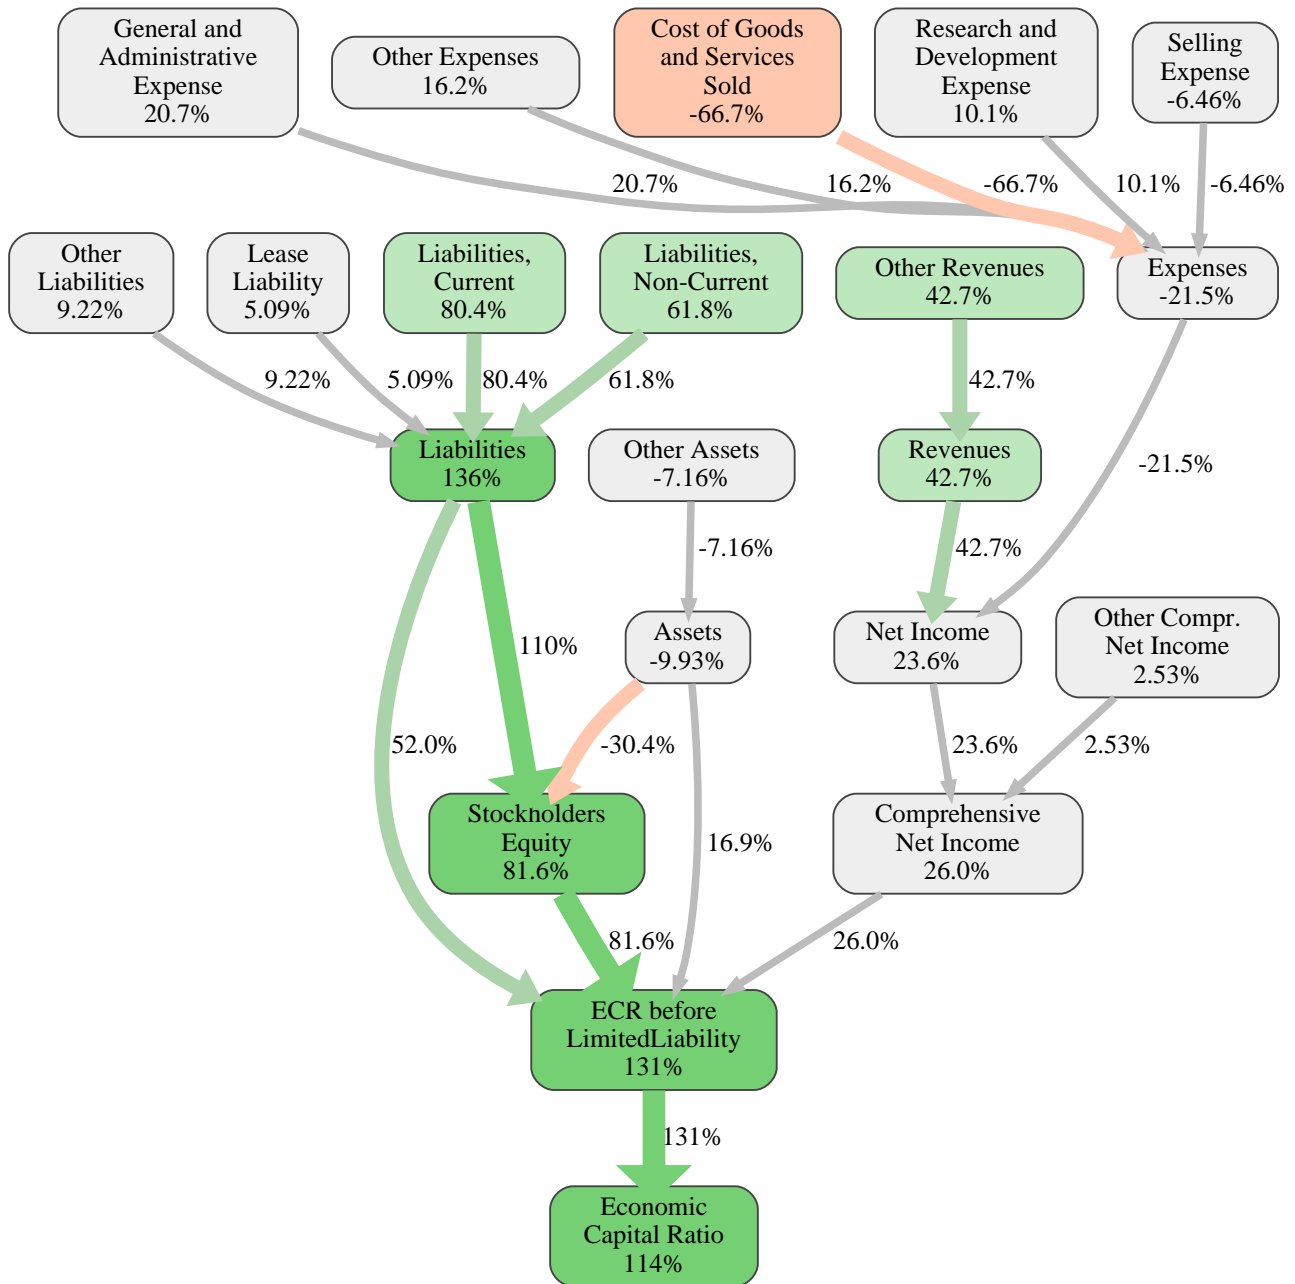 General and
Administrative
Expense
20.7%
Other Expenses
16.2%
Cost of Goods
and Services
Sold
-66.7%
Research and
Development
Expense
10.1%
Selling
Expense
-6.46%
20.7%
16.2%
-66.7%
10.1%
-6.46%
Other
Liabilities
9.22%
Lease
Liability
5.09%
Liabilities,
Current
80.4%
Liabilities,
Non-Current
61.8%
Other Revenues
42.7%
Expenses
-21.5%
9.22%
5.09%
80.4%
61.8%
42.7%
-21.5%
Liabilities
136%
Other Assets
-7.16%
Revenues
42.7%
-7.16%
42.7%
110%
Assets
-9.93%
Net Income
23.6%
Other Compr.
Net Income
2.53%
52.0%
-30.4%
23.6%
2.53%
Stockholders
Equity
81.6%
16.9%
Comprehensive
Net Income
26.0%
81.6%
26.0%
ECR before
LimitedLiability
131%
131%
Economic
Capital Ratio
114%